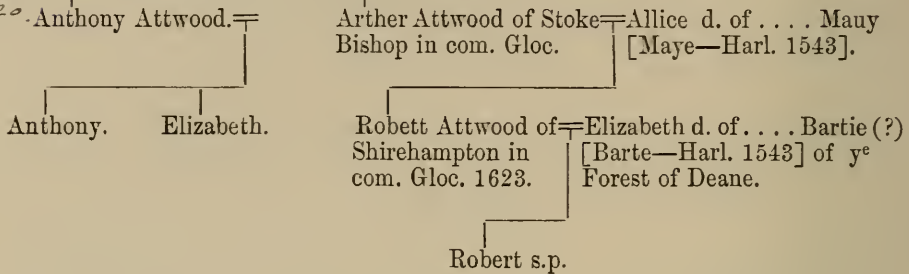 20. Anthony Attwood.
Arther Attwood of Stoke Bishop in com. Gloc.
Allice d. of . . . . Mauy [Maye—Harl. 1543].
Anthony.
Elizabeth.
Robett Attwood of Shirehampton in com. Gloc. 1623.
Elizabeth d. of . . . . Bartie (?) [Barte—Harl. 1543] of yᵉ Forest of Deane.
Robert s.p.